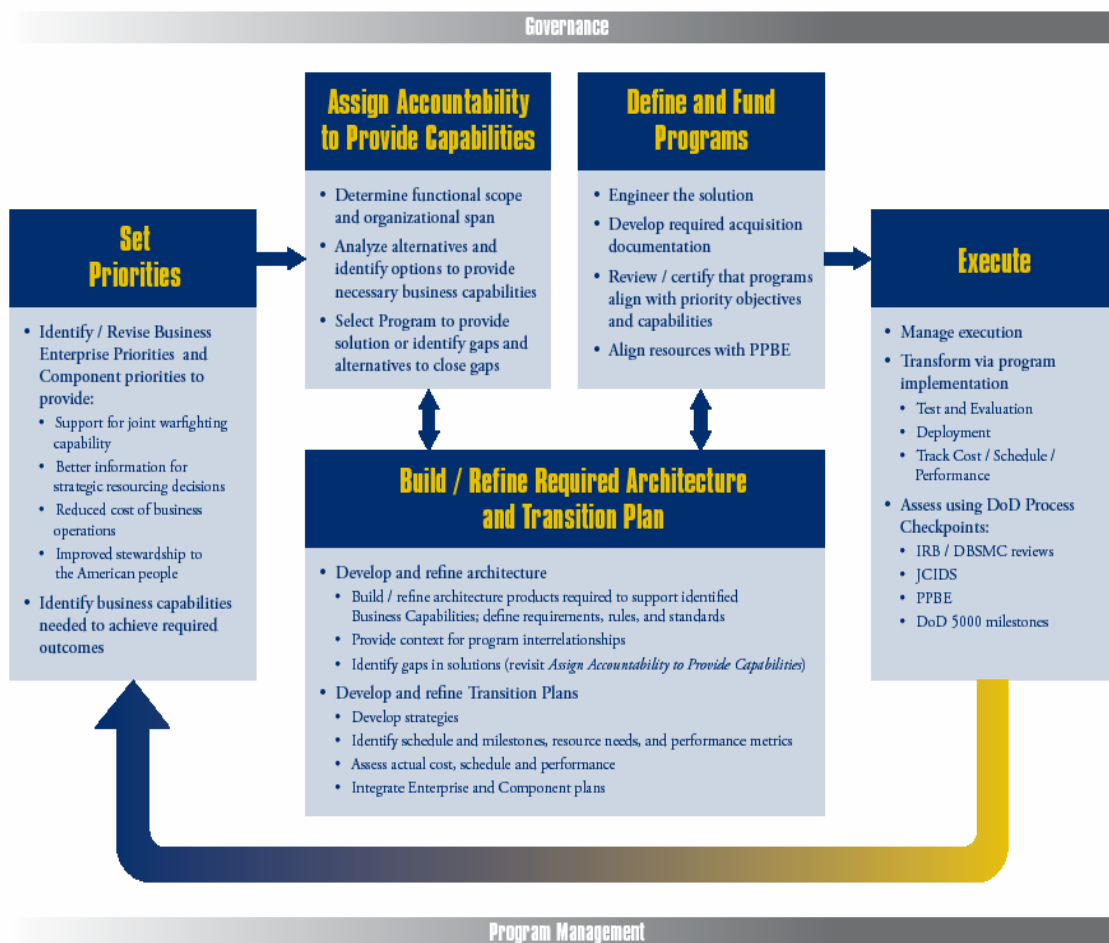 Governance
Set
Priorities
• Identify / Revise Business
Enterprise Priorities and
Component priorities to
provide:
• Support for joint warfighting
capability
• Better information for
strategic resourcing decisions
• Reduced cost of business
operations
• Improved stewardship to
the American people
• Identify business capabilities
needed to achieve required
outcomes
Assign Accountability
to Provide Capabilities
• Determine functional scope
and organizational span
• Analyze alternatives and
identify options to provide
necessary business capabilities
• Select Program to provide
solution or identify gaps and
alternatives to close gaps
Define and Fund
Programs
• Engineer the solution
• Develop required acquisition
documentation
• Review / certify that programs
align with priority objectives
and capabilities
• Align resources with PPBE
Build / Refine Required Architecture
and Transition Plan
• Develop and refine architecture
• Build / refine architecture products required to support identified
Business Capabilities; define requirements, rules, and standards
• Provide context for program interrelationships
• Identify gaps in solutions (revisit Assign Accountability to Provide Capabilities)
• Develop and refine Transition Plans
• Develop strategies
• Identify schedule and milestones, resource needs, and performance metrics
• Assess actual cost, schedule and performance
• Integrate Enterprise and Component plans
Execute
• Manage execution
• Transform via program
implementation
• Test and Evaluation
• Deployment
• Track Cost / Schedule /
Performance
• Assess using DoD Process
Checkpoints:
• IRB / DBSMC reviews
• JCIDS
• PPBE
• DoD 5000 milestones
Program Management